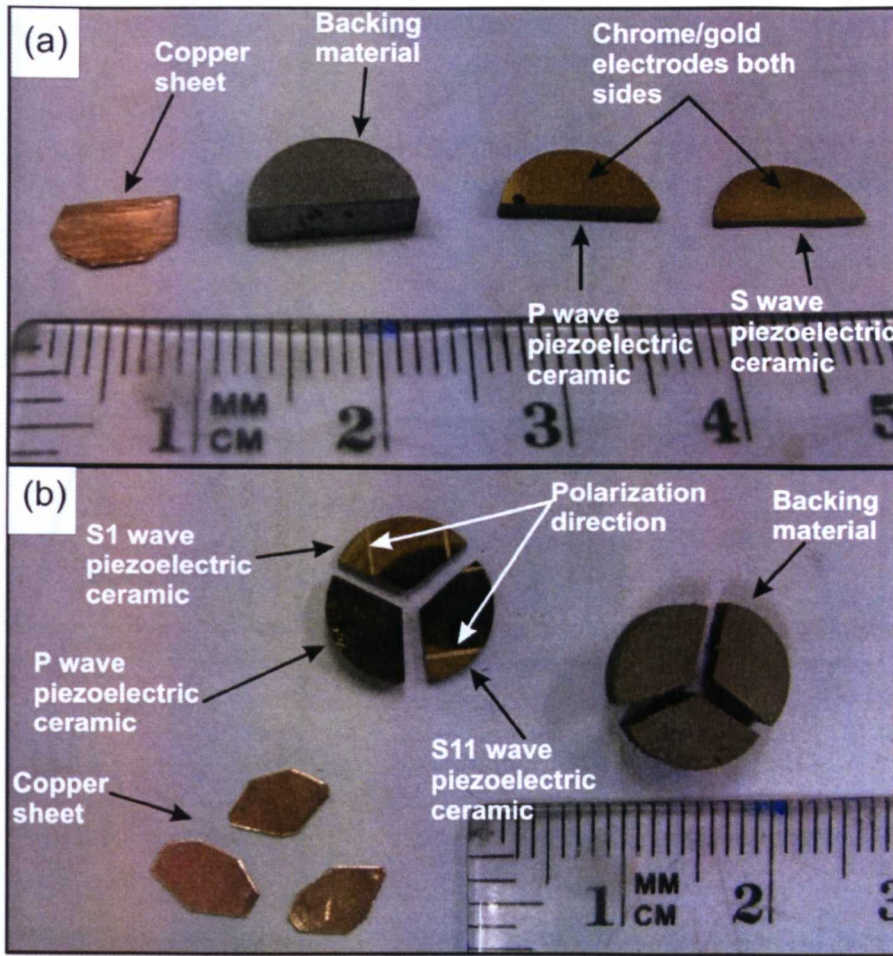 (a)
Copper
sheet
Backing
material
Chrome/gold
electrodes both
sides
P wave
piezoelectric
ceramic
S wave
piezoelectric
ceramic
1 MM 2 3 4 5
CM
(b)
S1 wave
piezoelectric
ceramic
Polarization
direction
Backing
material
P wave
piezoelectric
ceramic
S11 wave
piezoelectric
ceramic
Copper
sheet
1 MM 2 3
CM